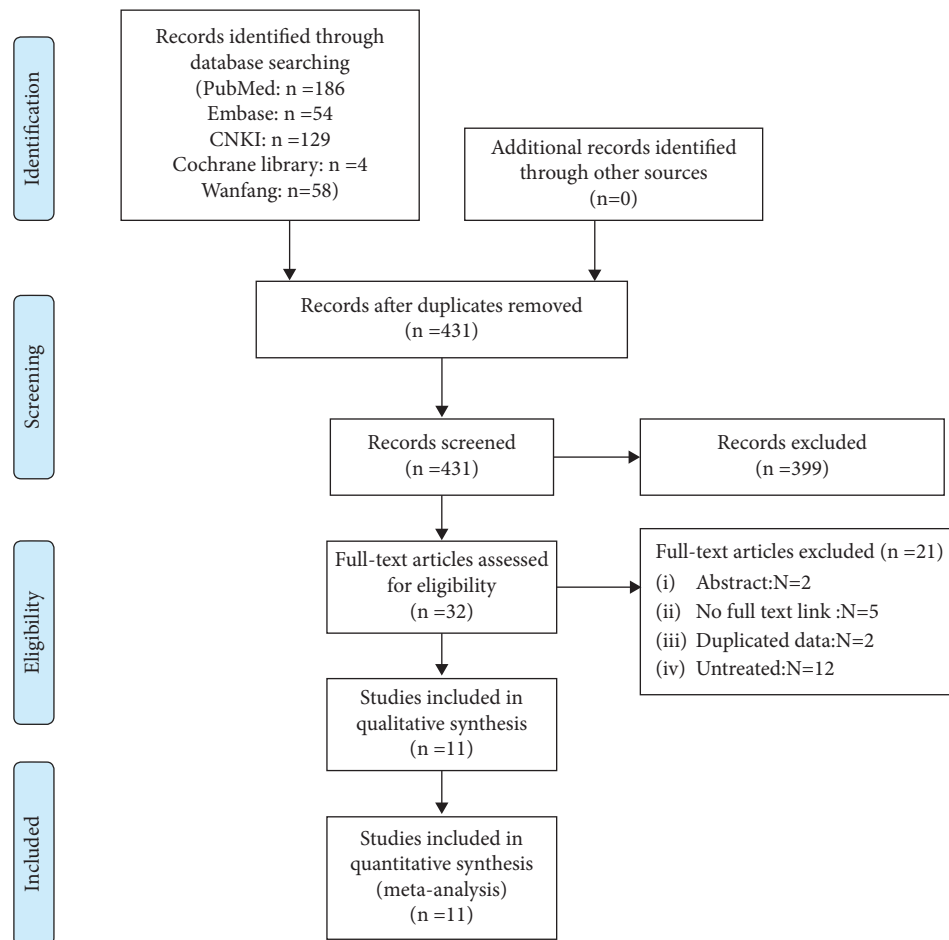 Identification
Records identified through
database searching
(PubMed: n =186
Embase: n =54
CNKI: n =129
Cochrane library: n =4
Wanfang: n=58)
Additional records identified
through other sources
(n=0)
Screening
Records after duplicates removed
(n =431)
Records screened
(n =431)
Records excluded
(n =399)
Eligibility
Full-text articles assessed
for eligibility
(n =32)
Full-text articles excluded (n =21)
(i) Abstract:N=2
(ii) No full text link :N=5
(iii) Duplicated data:N=2
(iv) Untreated:N=12
Studies included in
qualitative synthesis
(n =11)
Included
Studies included in
quantitative synthesis
(meta-analysis)
(n =11)